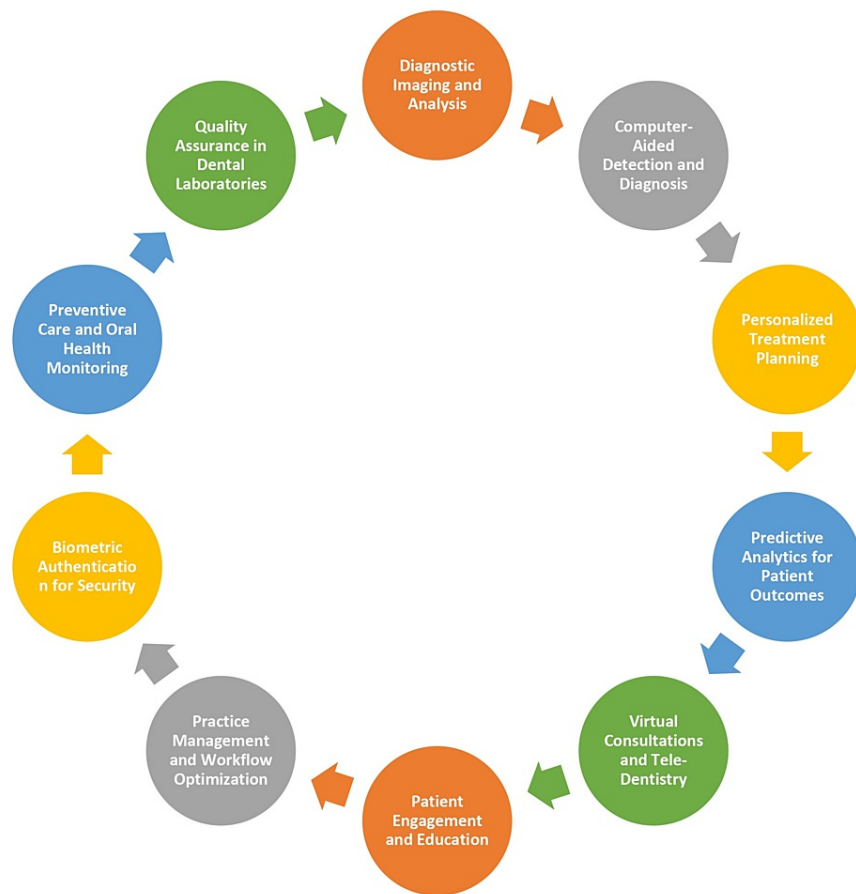 Diagnostic
Imaging and
Analysis
Computer-
Aided
Detection and
Diagnosis
Personalized
Treatment
Planning
Predictive
Analytics for
Patient
Outcomes
Virtual
Consultations
and Tele-
Dentistry
Patient
Engagement
and Education
Practice
Management
and Workflow
Optimization
Biometric
Authenticatio
n for Security
Preventive
Care and Oral
Health
Monitoring
Quality
Assurance in
Dental
Laboratories